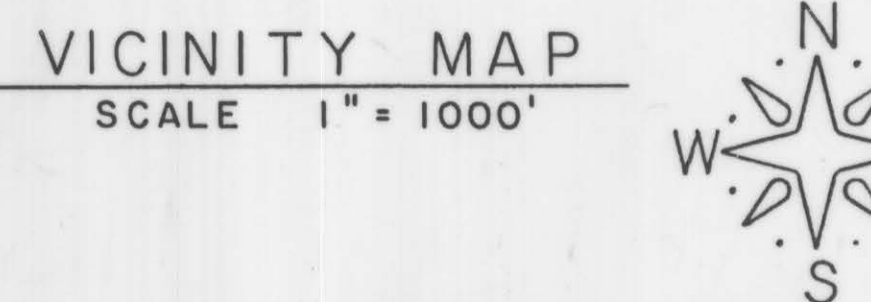 VICINITY MAP
SCALE 1" = 1000'
N
W
S